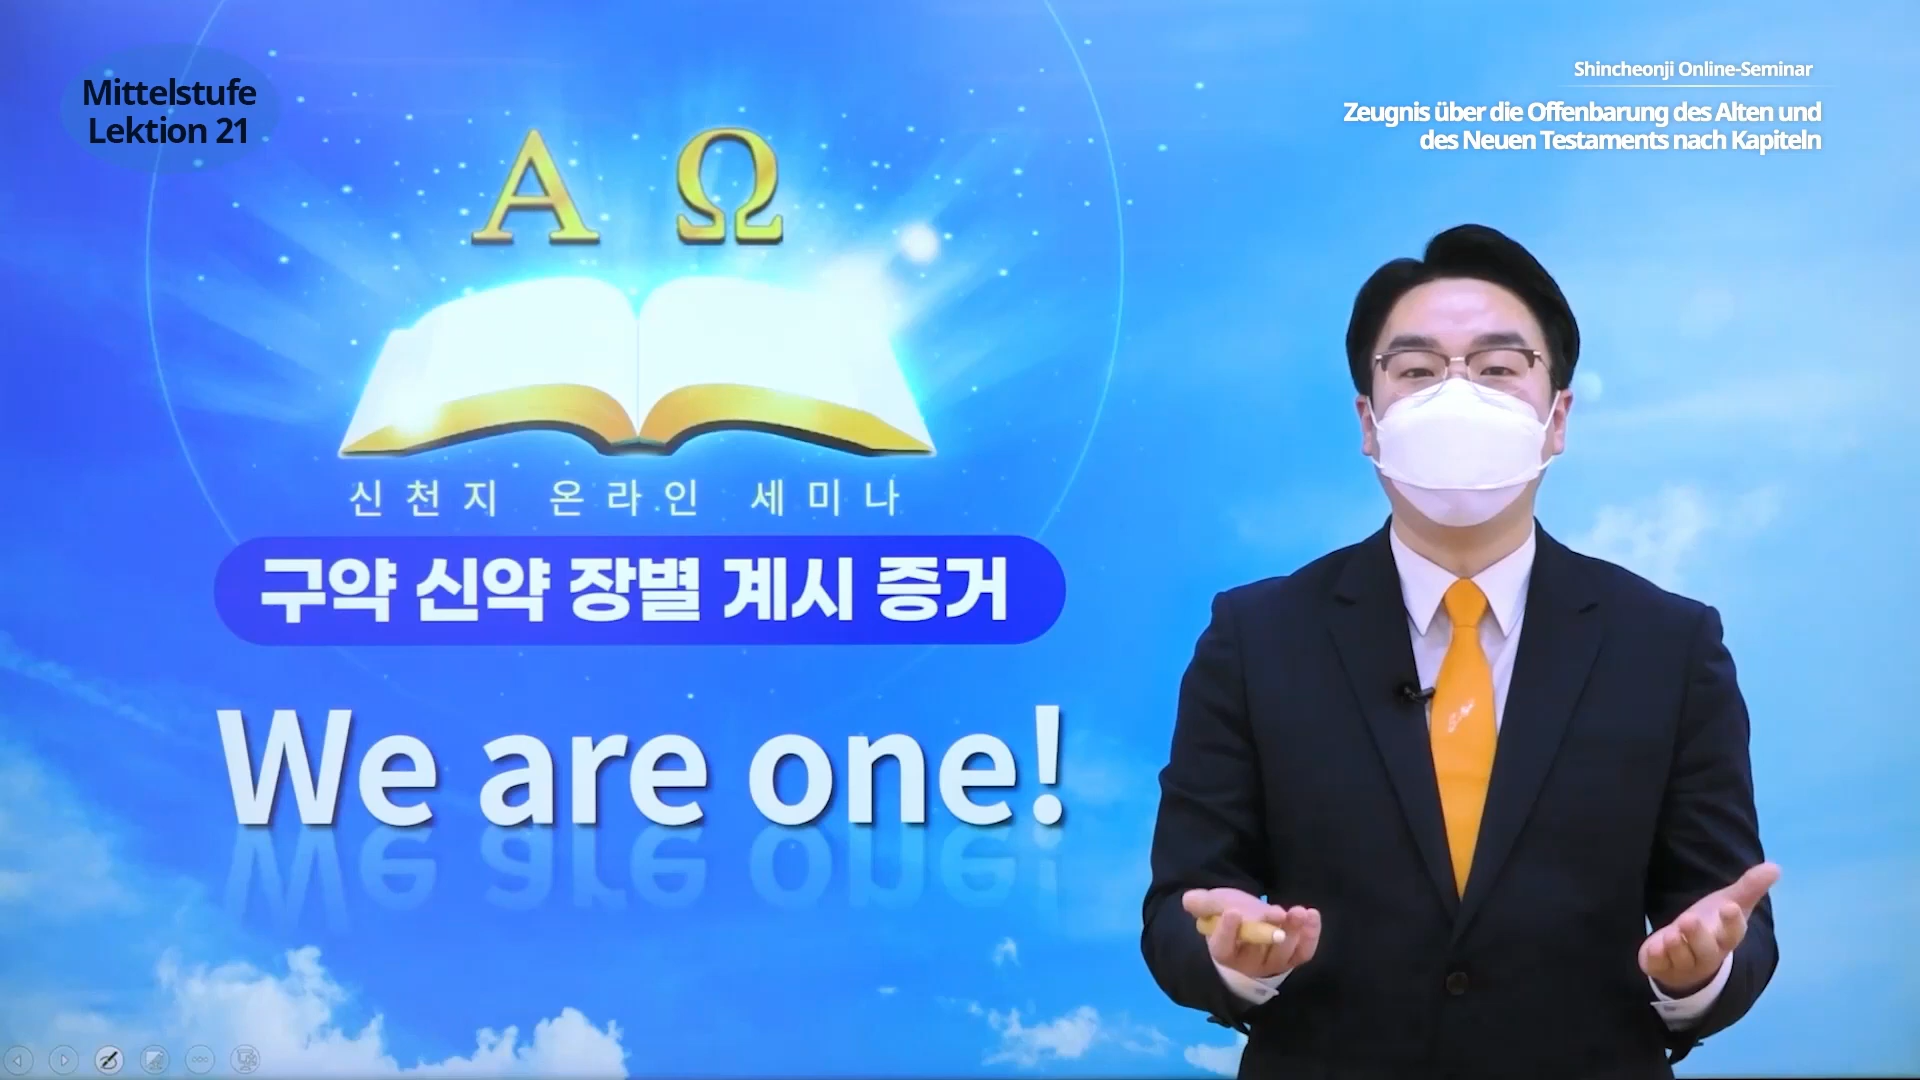 Mittelstufe
Lektion 21
Shincheonji Online-Seminar
Zeugnis über die Offenbarung des Alten und
des Neuen Testaments nach Kapiteln
Α Ω
신천지 온라인 세미나
구약 신약 장별 계시 증거
We are one!